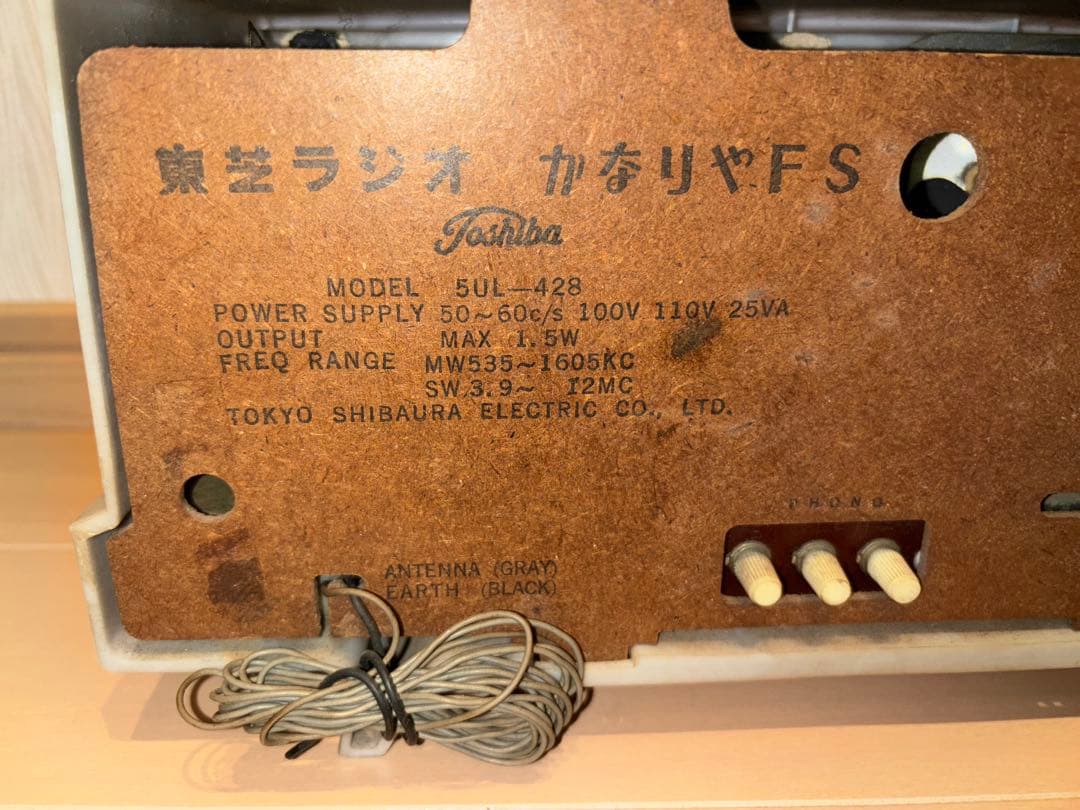 東芝ラジオ かなりやFS
Toshiba
MODEL 5UL-428
POWER SUPPLY 50~60c/s 100V 110V 25VA
OUTPUT MAX 1.5W
FREQ RANGE MW535~1605KC
SW.3.9~ 12MC
TOKYO SHIBAURA ELECTRIC CO., LTD.
PHONO
ANTENNA (GRAY)
EARTH (BLACK)